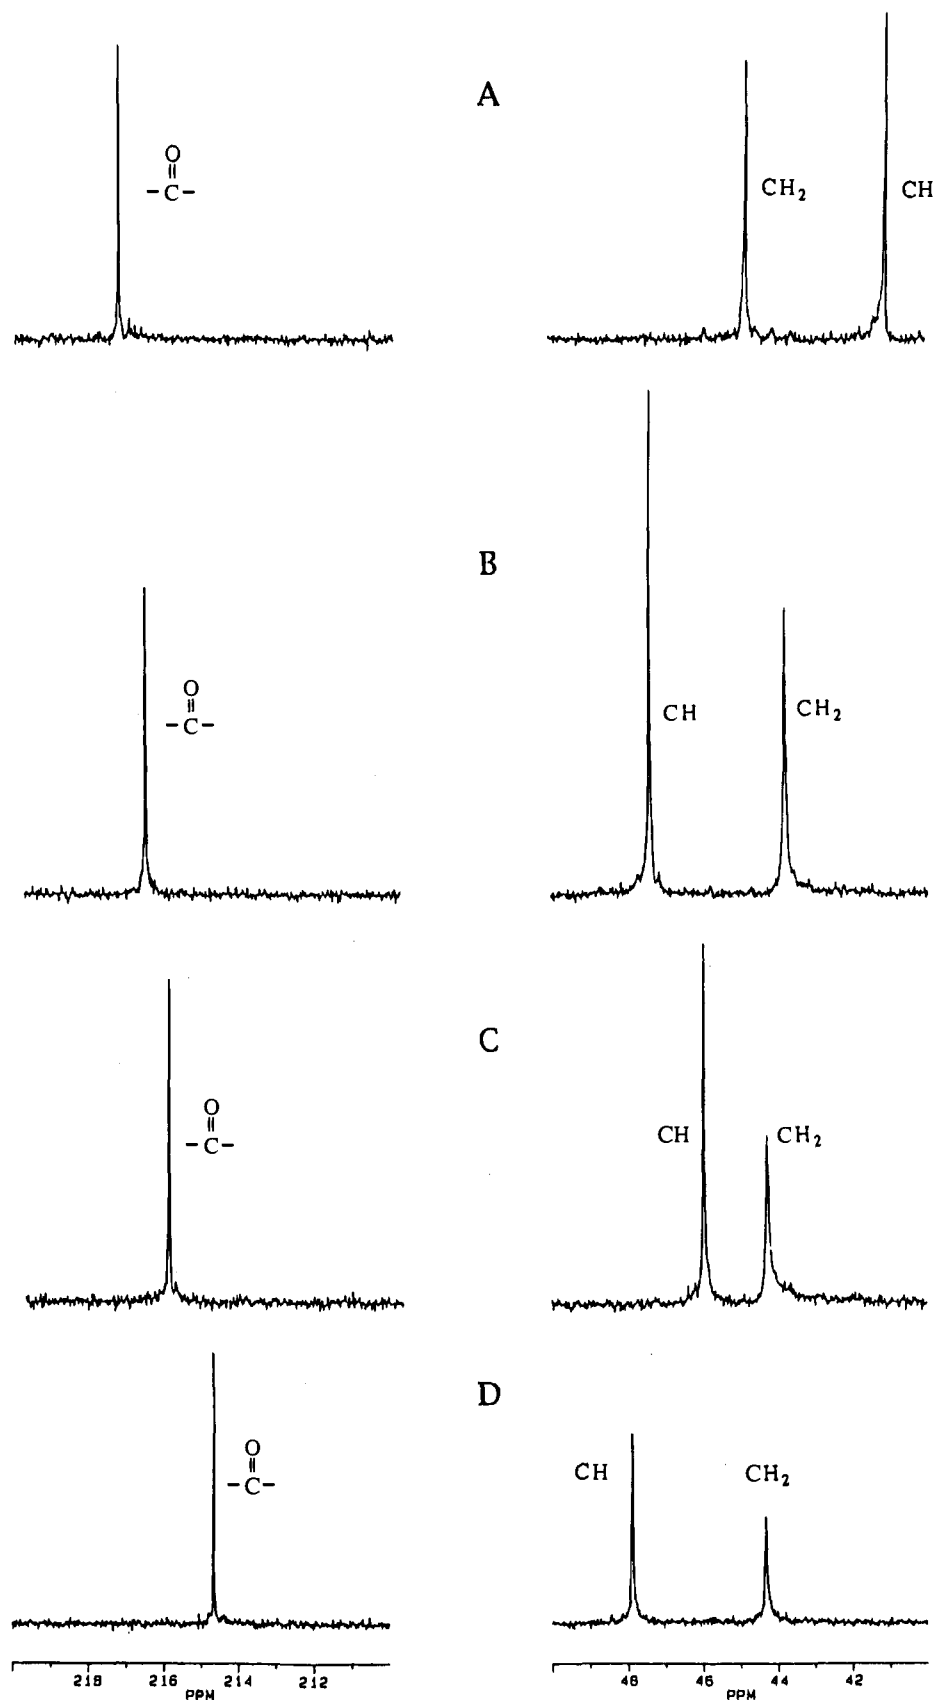 A
O
-C-
CH₂
CH
B
O
-C-
CH
CH₂
C
O
-C-
CH
CH₂
D
O
-C-
CH
CH₂
218 216 214 212
PPM
48 46 44 42
PPM